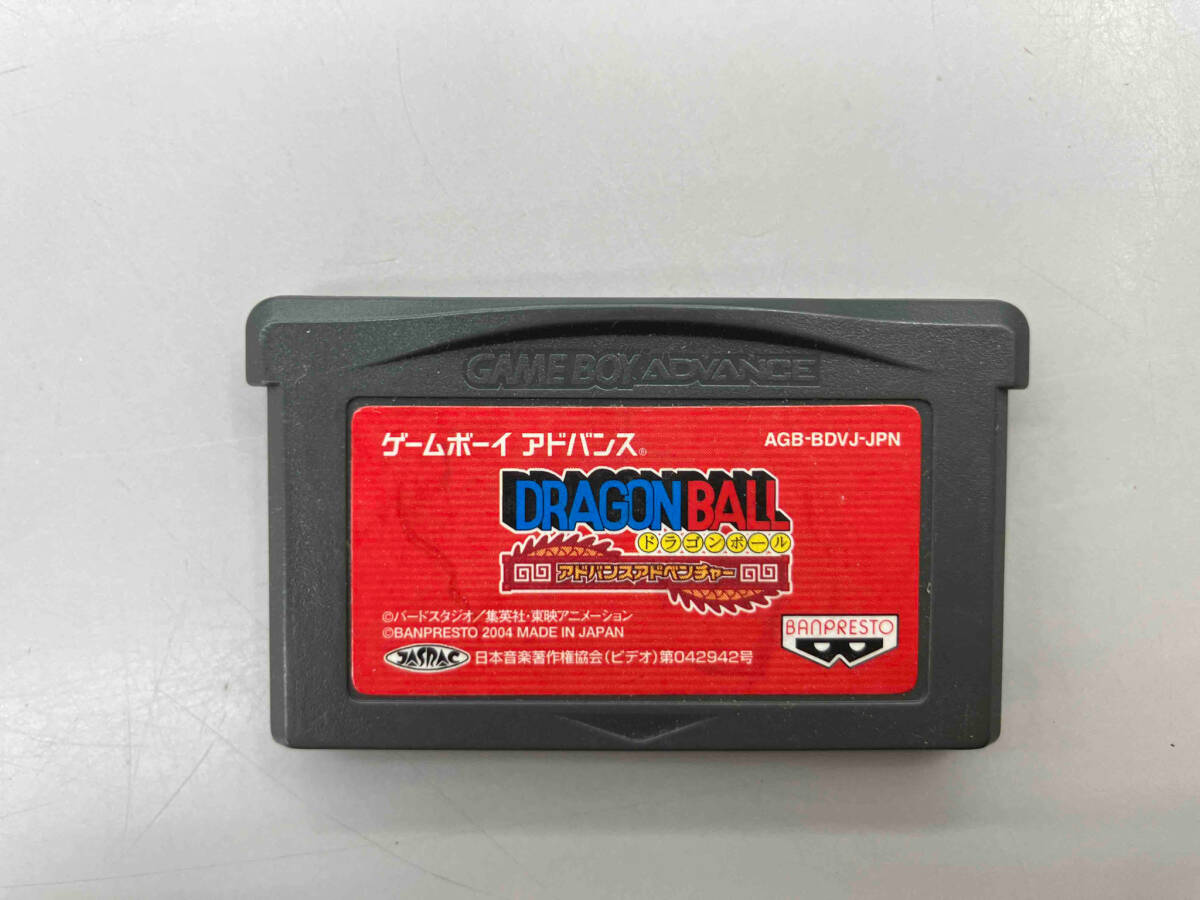 GAME BOY ADVANCE
ゲームボーイ アドバンス®
AGB-BDVJ-JPN
DRAGON BALL
ドラゴンボール
アドバンスアドベンチャー
©バードスタジオ／集英社・東映アニメーション
©BANPRESTO 2004 MADE IN JAPAN
BANPRESTO
JASRAC 日本音楽著作権協会（ビデオ）第042942号